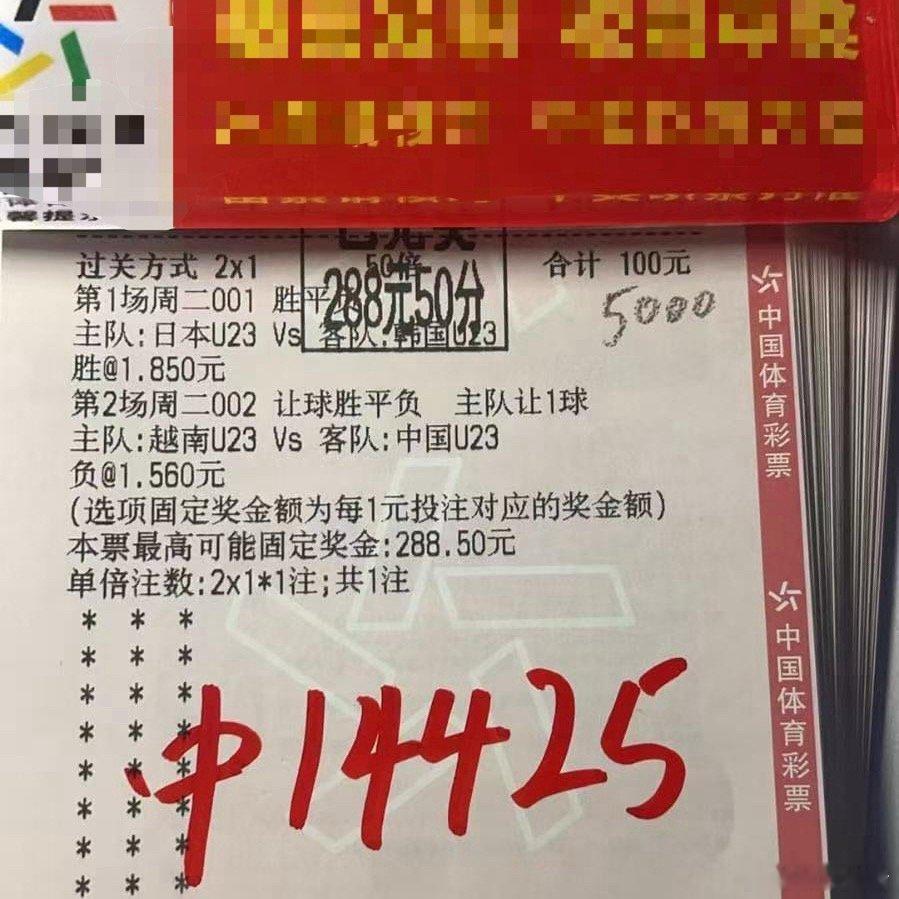 过关方式 2x1 50倍 合计 100元
288元50分
5000
第1场周二001 胜平
主队:日本U23 Vs 客队:韩国U23
胜@1.850元
第2场周二002 让球胜平负 主队让1球
主队:越南U23 Vs 客队:中国U23
负@1.560元
(选项固定奖金额为每1元投注对应的奖金额)
本票最高可能固定奖金:288.50元
单倍注数:2x1*1注;共1注
* * *
* * *
* * *
* * *
* * *
* * *
* * *
* * *
中14425
中国体育彩票
中国体育彩票